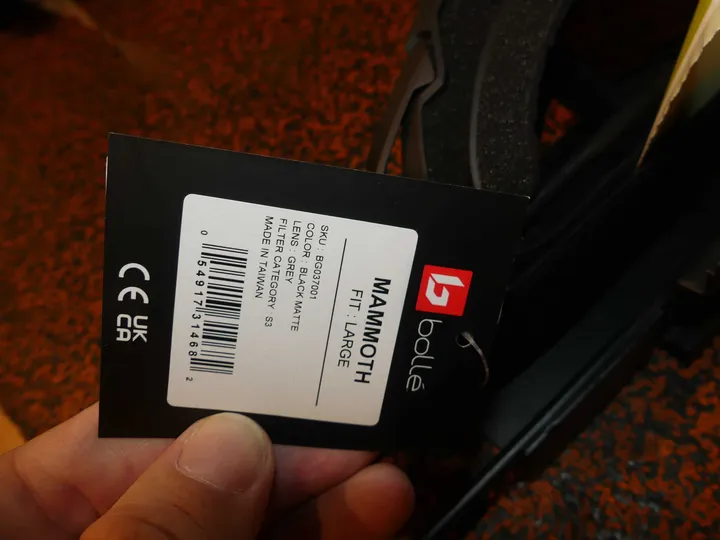 bollé
MAMMOTH
FIT : LARGE
SKU : BG037001
COLOR : BLACK MATTE
LENS : GREY
FILTER CATEGORY : S3
MADE IN TAIWAN
0 54917 31468 2
CE UK
CA